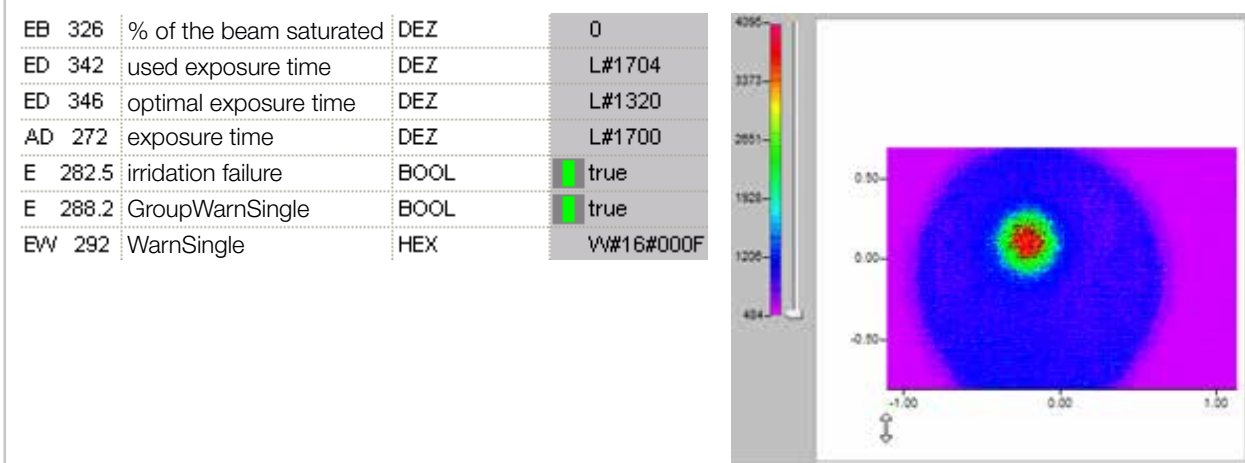 EB 326 % of the beam saturated DEZ 0
ED 342 used exposure time DEZ L#1704
ED 346 optimal exposure time DEZ L#1320
AD 272 exposure time DEZ L#1700
E 282.5 irridation failure BOOL true
E 288.2 GroupWarnSingle BOOL true
EW 292 WarnSingle HEX W#16#000F
4095
3373
2651
1928
1206
484
0.50
0.00
-0.50
-1.00 0.00 1.00